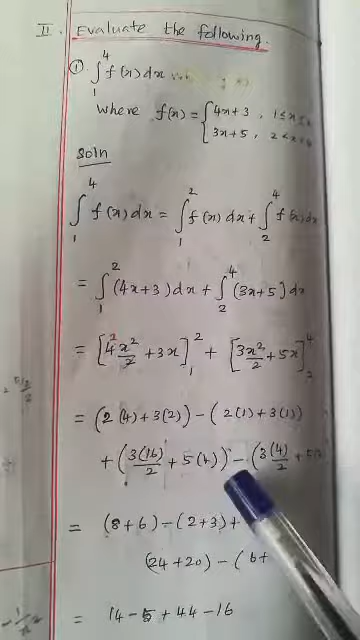 II. Evaluate the following.
① ∫₁⁴ f(x) dx
where f(x) = { 4x+3 , 1 ≤ x ≤
3x+5 , 2 < x
Soln
∫₁⁴ f(x) dx = ∫₁² f(x) dx + ∫₂⁴ f(x) dx
= ∫₁² (4x+3) dx + ∫₂⁴ (3x+5) dx
= [4x²/2 + 3x]₁² + [3x²/2 + 5x]₂⁴
= (2(4)+3(2)) - (2(1)+3(1))
+ (3(16)/2 + 5(4)) - (3(4)/2 +
= (8+6) - (2+3) +
(24+20) - (6+
= 14 - 5 + 44 - 16